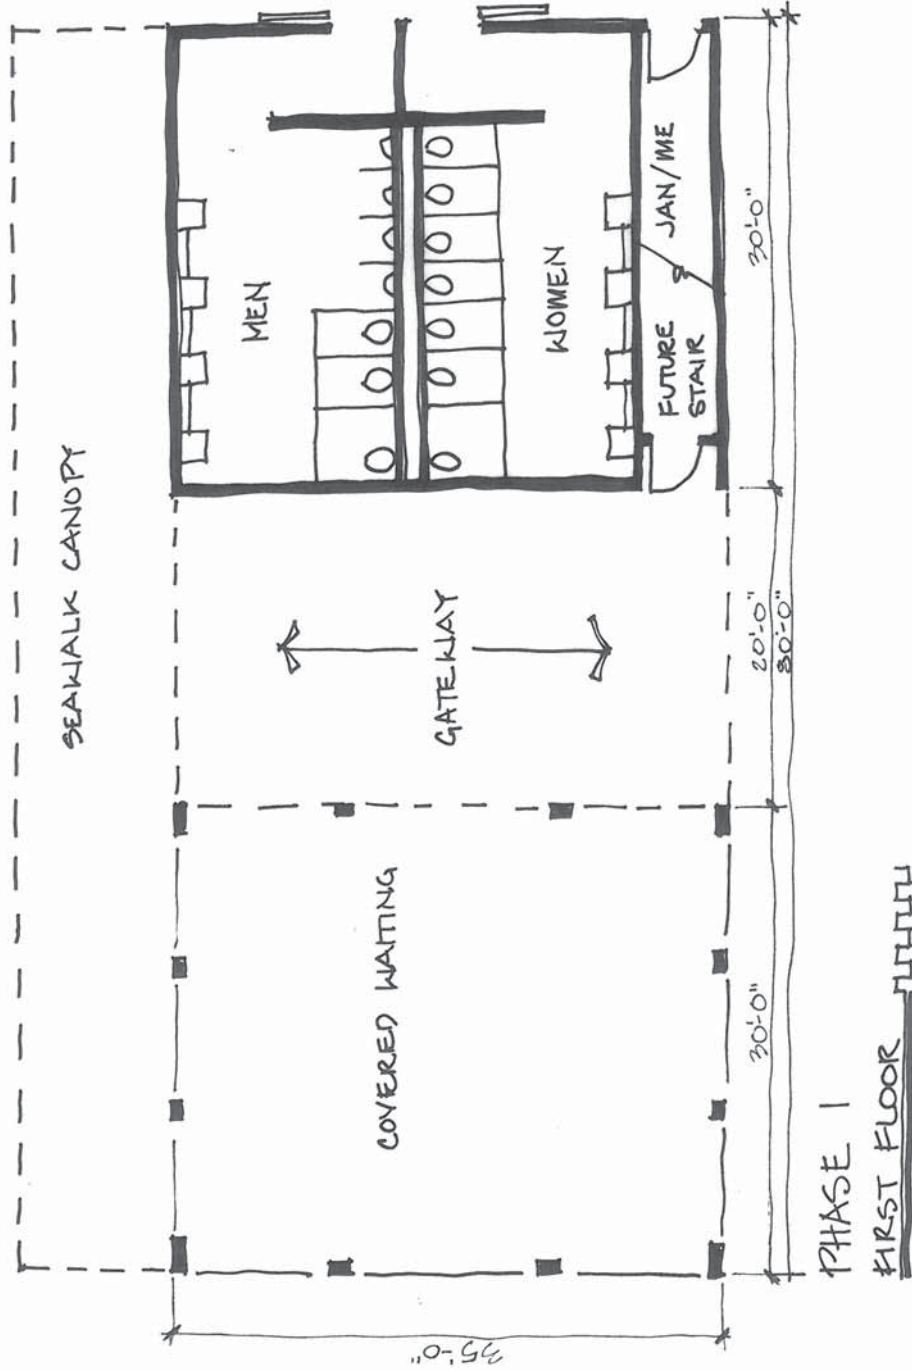 SEAWALK CANOPY
COVERED WAITING
GATEWAY
MEN
WOMEN
FUTURE
STAIR
&
JAN/ME
35'-0"
30'-0"
20'-0"
30'-0"
80'-0"
PHASE 1
FIRST FLOOR